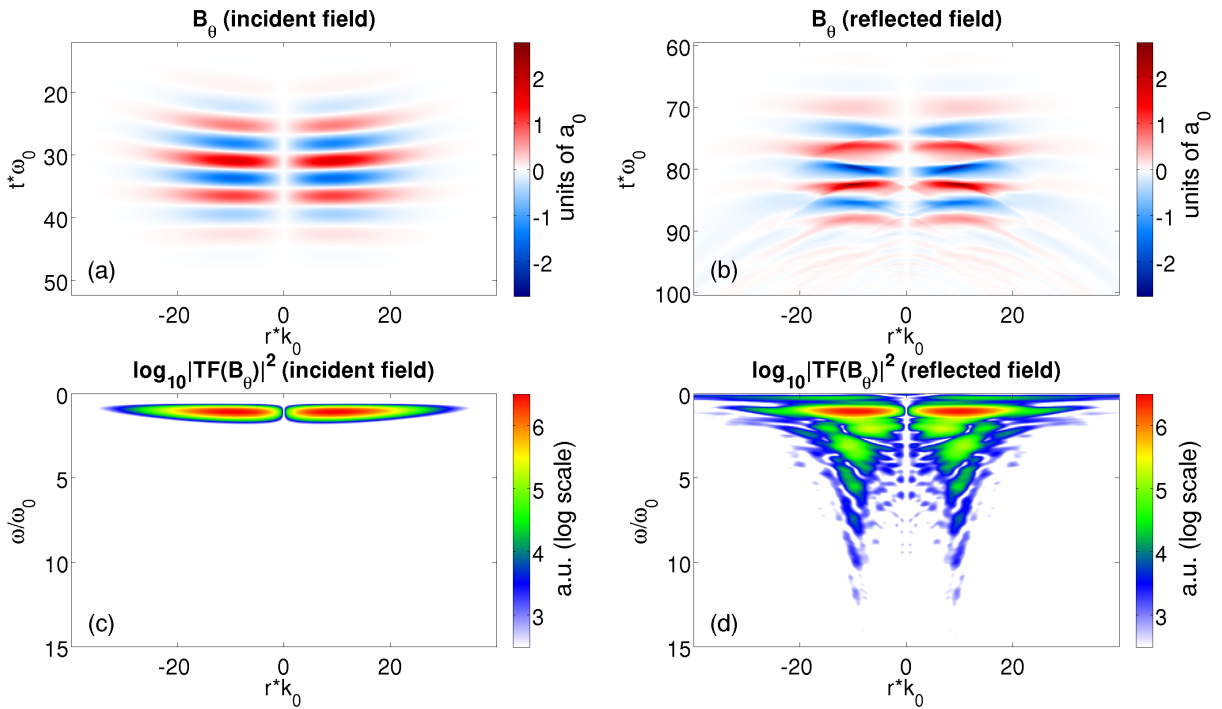 B_θ (incident field)
t*ω_0
20
30
40
50
(a)
-20 0 20
r*k_0
2
1
0
-1
-2
units of a_0
B_θ (reflected field)
t*ω_0
60
70
80
90
100
(b)
-20 0 20
r*k_0
2
1
0
-1
-2
units of a_0
log_10|TF(B_θ)|^2 (incident field)
ω/ω_0
0
5
10
15
(c)
-20 0 20
r*k_0
6
5
4
3
a.u. (log scale)
log_10|TF(B_θ)|^2 (reflected field)
ω/ω_0
0
5
10
15
(d)
-20 0 20
r*k_0
6
5
4
3
a.u. (log scale)